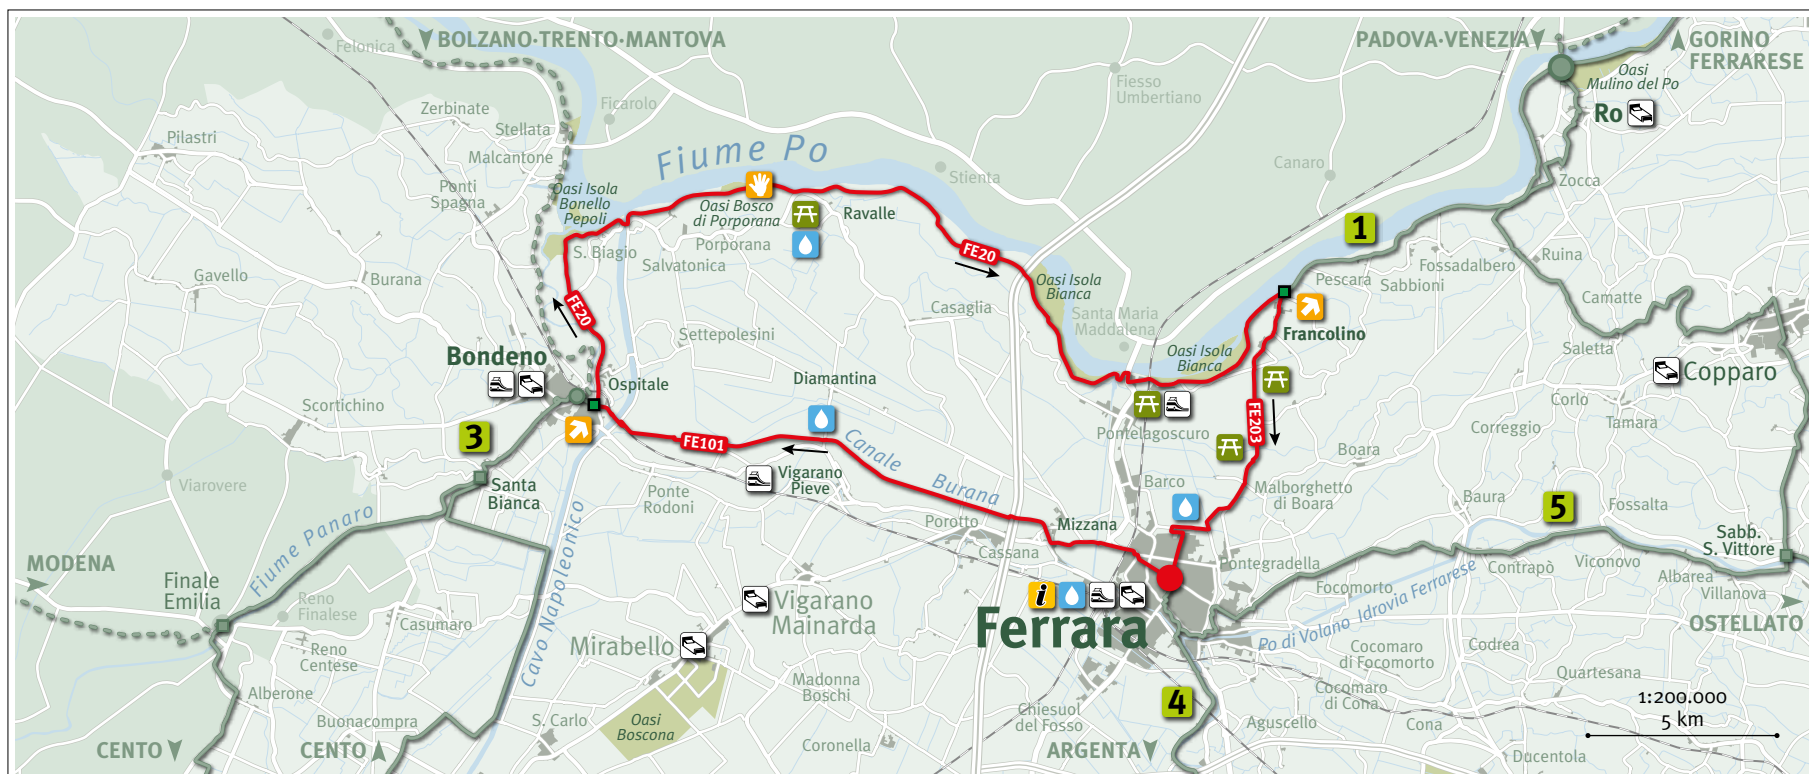 BOLZANO·TRENTO·MANTOVA
PADOVA·VENEZIA
GORINO
FERRARESE
Felonica
Fiesso
Umbertiano
Oasi
Mulino del Po
Ro
Zerbinate
Ficarolo
Stellata
Pilastri
Malcantone
Fiume Po
Canaro
Stienta
Zocca
Ponti
Spagna
Oasi Isola
Bonello
Pepoli
Oasi Bosco
di Porporana
Ravalle
1
Porporana
S. Biagio
Salvatonica
FE20
Ruina
Fossadalbero
Gavello
Burana
Oasi Isola
Bianca
Pescara
Sabbioni
Camatte
FE20
Casaglia
Santa Maria
Maddalena
Settepolesini
Francolino
Saletta
Oasi Isola
Bianca
Bondeno
Ospitale
Diamantina
Copparo
Scortichino
Corlo
Tamara
FE203
3
FE101
Canale
Burana
Pontelagoscuro
Correggio
Boara
Viarovere
Santa
Bianca
Vigarano
Pieve
Ponte
Rodoni
Barco
Malborghetto
di Boara
Baura
5
Fossalta
Fiume Panaro
Cavo Napoleonico
Porotto
Mizzana
Cassana
Sabb.
S. Vittore
MODENA
Finale
Emilia
Pontegradella
Contrapò
Viconovo
Focomorto
Albarea
Villanova
i
Reno
Finalese
Casumaro
Vigarano
Mainarda
Ferrara
OSTELLATO
Po di Volano Idrovia Ferrarese
Mirabello
Reno
Centese
Cocomaro
di Focomorto
Codrea
Alberone
Madonna
Boschi
Quartesana
Cocomaro
di Cona
4
1:200.000
5 km
Buonacompra
S. Carlo
Oasi
Boscona
Chiesuol
del Fosso
Aguscello
Cona
CENTO
CENTO
Coronella
ARGENTA
Ducentola